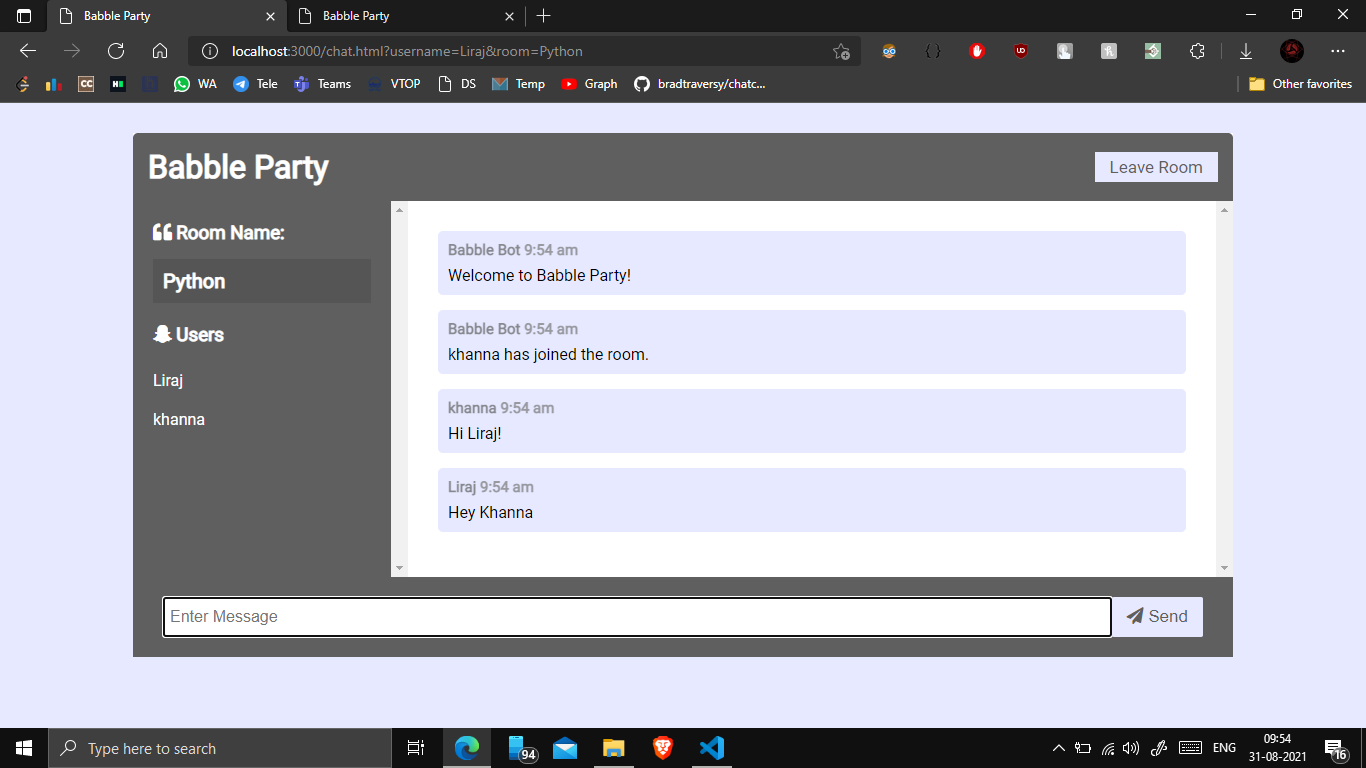 Babble Party
Babble Party
localhost:3000/chat.html?username=Liraj&room=Python
CC
WA
Tele
Teams
VTOP
DS
Temp
Graph
bradtraversy/chatc...
Other favorites
Babble Party
Leave Room
Room Name:
Python
Users
Liraj
khanna
Babble Bot 9:54 am
Welcome to Babble Party!
Babble Bot 9:54 am
khanna has joined the room.
khanna 9:54 am
Hi Liraj!
Liraj 9:54 am
Hey Khanna
Enter Message
Send
Type here to search
94
ENG
09:54
31-08-2021
16